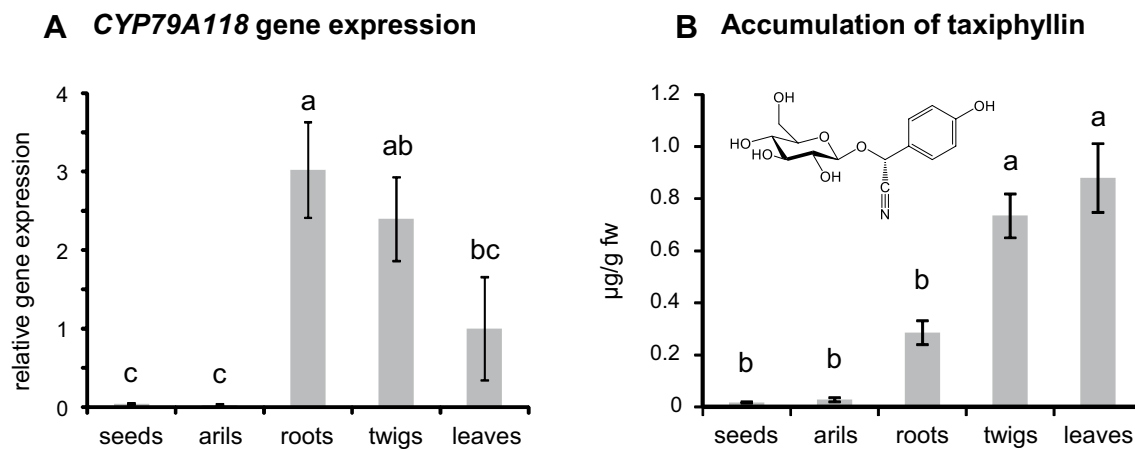 A CYP79A118 gene expression
relative gene expression
4
3
2
1
0
a
ab
bc
c
c
seeds arils roots twigs leaves
B Accumulation of taxiphyllin
µg/g fw
1.2
1.0
0.8
0.6
0.4
0.2
0
OH
OH
HO
O
O
HO
OH
N
a
a
b
b
b
seeds arils roots twigs leaves